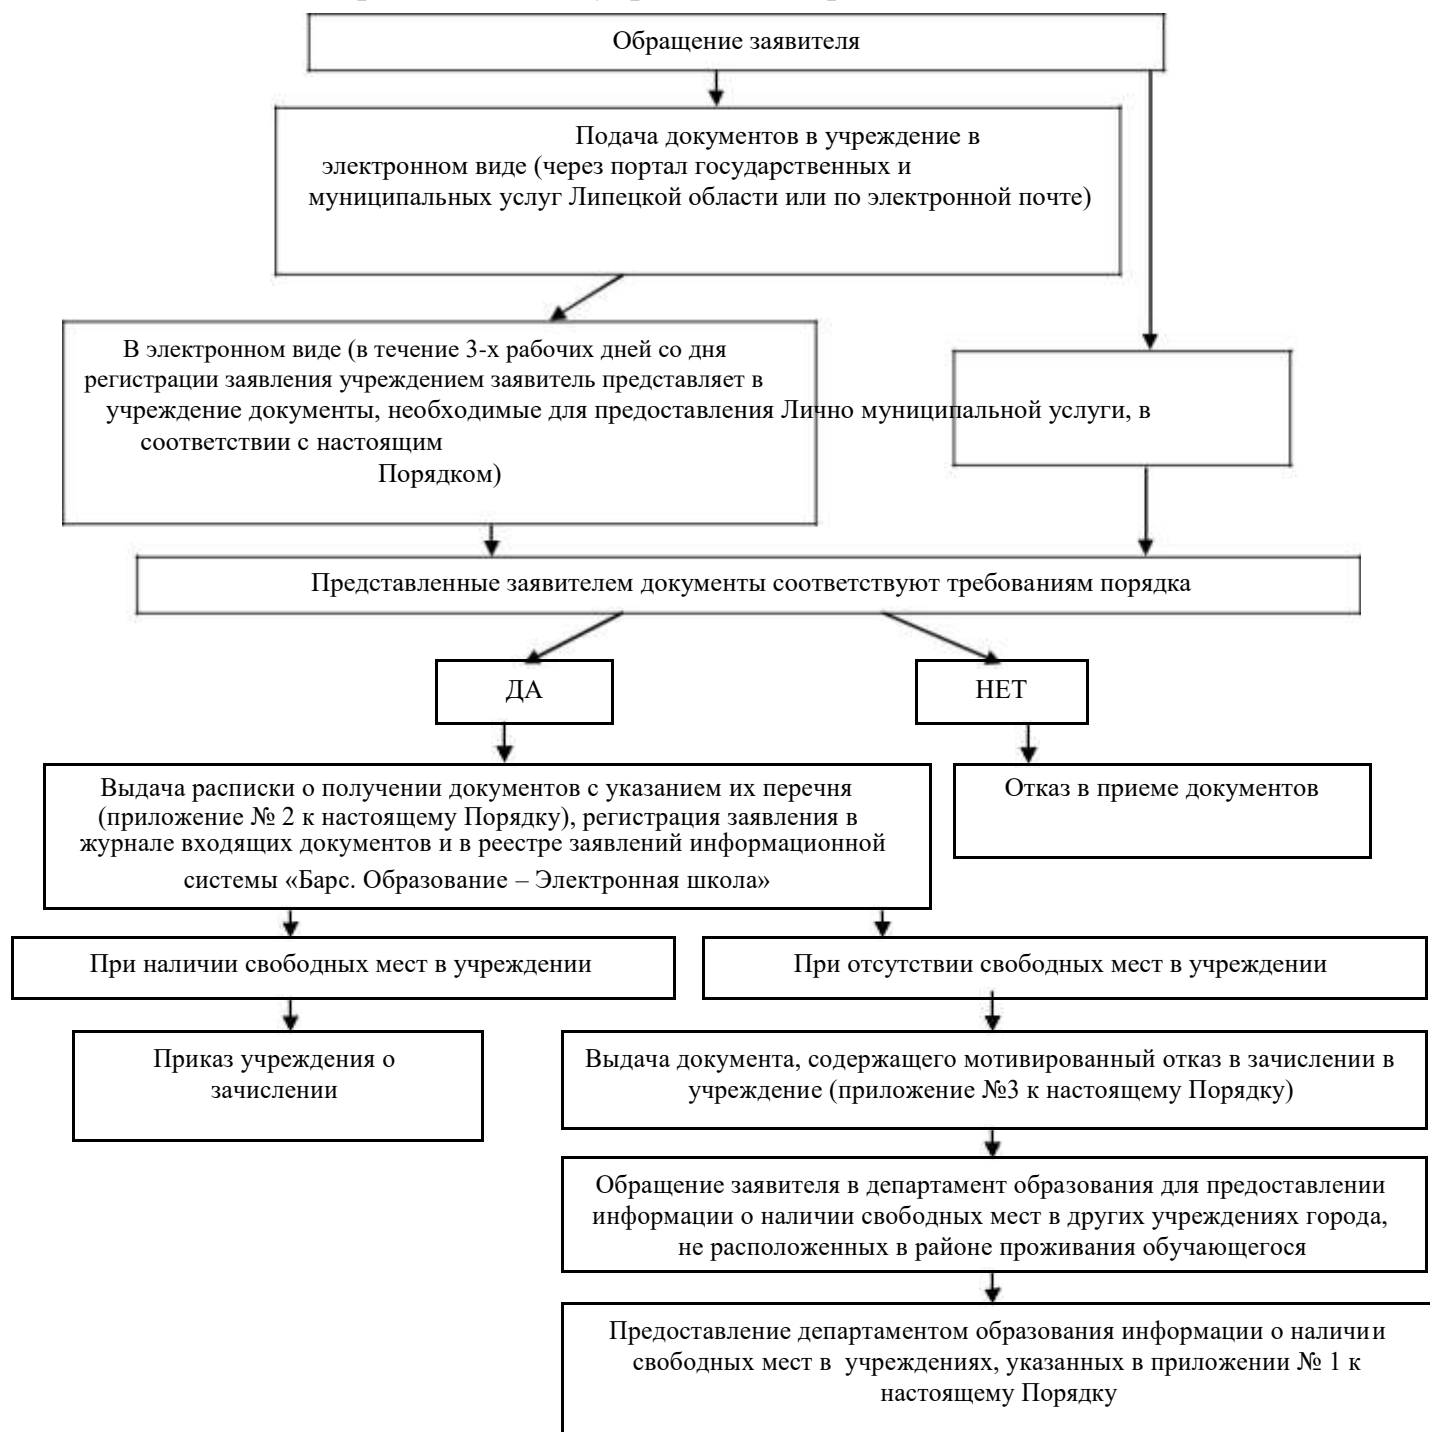 Обращение заявителя
Подача документов в учреждение в
электронном виде (через портал государственных и
муниципальных услуг Липецкой области или по электронной почте)
В электронном виде (в течение 3-х рабочих дней со дня
регистрации заявления учреждением заявитель представляет в
учреждение документы, необходимые для предоставления Лично муниципальной услуги, в
соответствии с настоящим
Порядком)
Представленные заявителем документы соответствуют требованиям порядка
ДА
НЕТ
Выдача расписки о получении документов с указанием их перечня
(приложение № 2 к настоящему Порядку), регистрация заявления в
журнале входящих документов и в реестре заявлений информационной
системы «Барс. Образование – Электронная школа»
Отказ в приеме документов
При наличии свободных мест в учреждении
При отсутствии свободных мест в учреждении
Приказ учреждения о
зачислении
Выдача документа, содержащего мотивированный отказ в зачислении в
учреждение (приложение №3 к настоящему Порядку)
Обращение заявителя в департамент образования для предоставлении
информации о наличии свободных мест в других учреждениях города,
не расположенных в районе проживания обучающегося
Предоставление департаментом образования информации о наличии
свободных мест в учреждениях, указанных в приложении № 1 к
настоящему Порядку